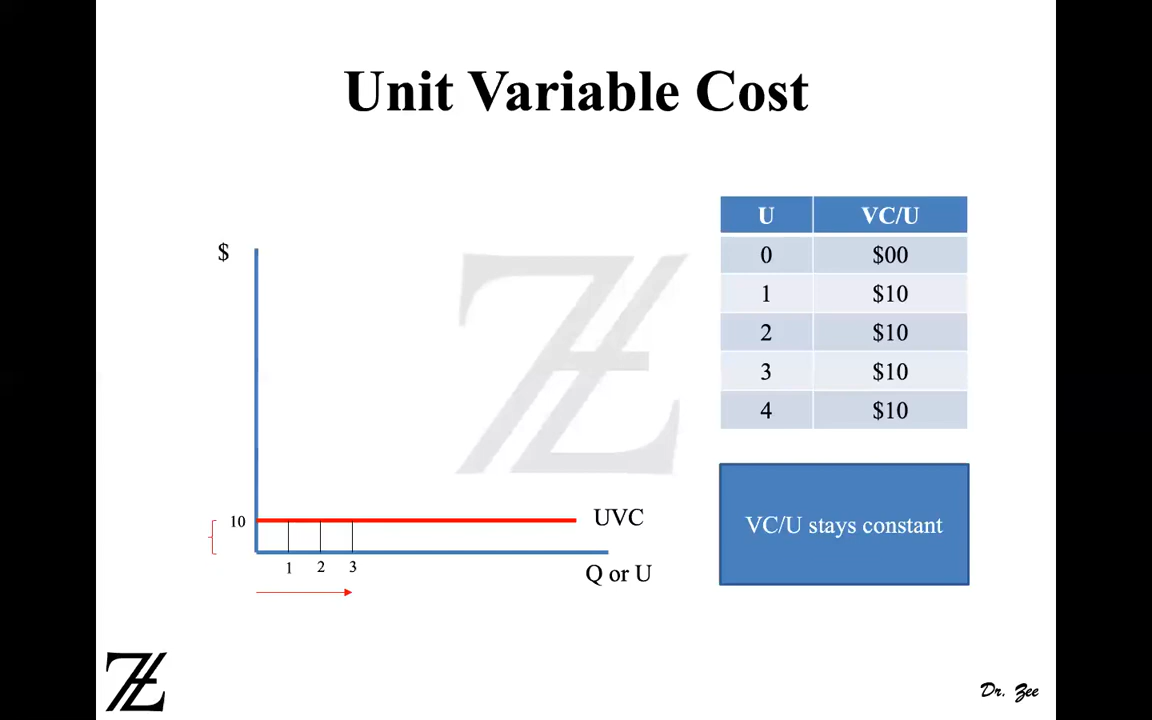 Unit Variable Cost
$
10
1 2 3
UVC
Q or U
U VC/U
0 $00
1 $10
2 $10
3 $10
4 $10
VC/U stays constant
Dr. Zee